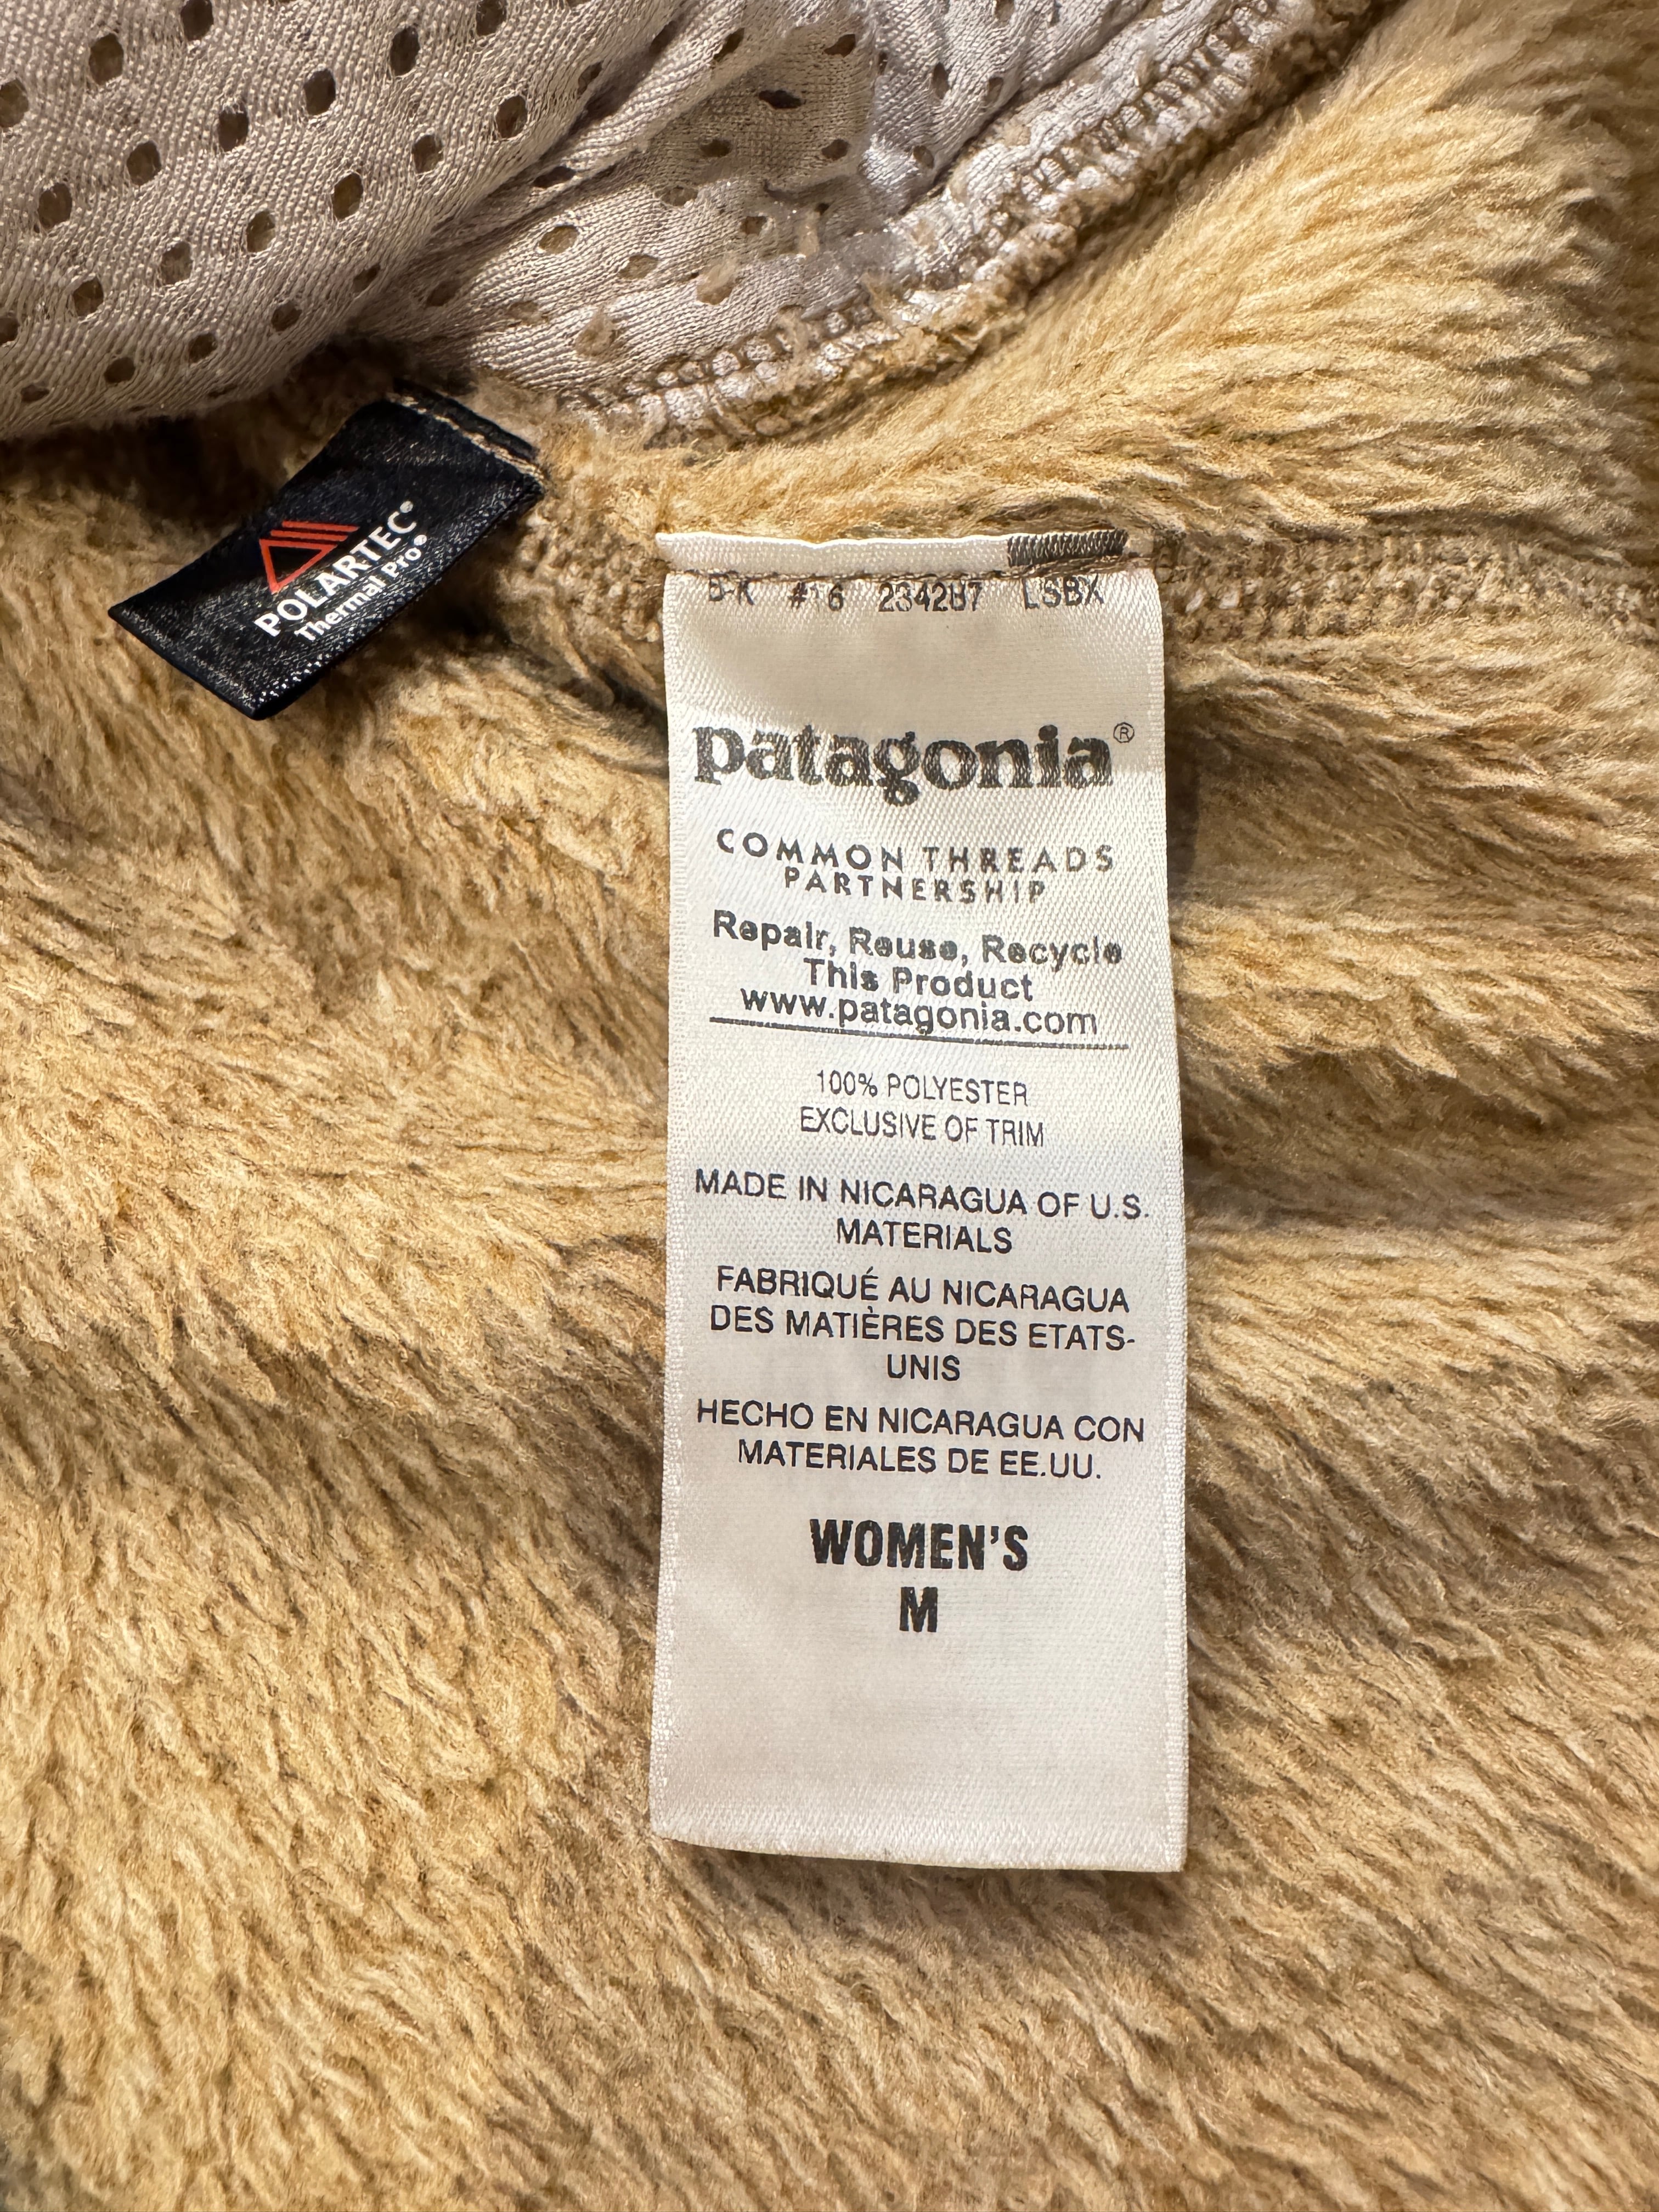 POLARTEC®
Thermal Pro®
#16 234287 LSBX
patagonia®
COMMON THREADS
PARTNERSHIP
Repair, Reuse, Recycle
This Product
www.patagonia.com
100% POLYESTER
EXCLUSIVE OF TRIM
MADE IN NICARAGUA OF U.S.
MATERIALS
FABRIQUÉ AU NICARAGUA
DES MATIÈRES DES ETATS-
UNIS
HECHO EN NICARAGUA CON
MATERIALES DE EE.UU.
WOMEN'S
M